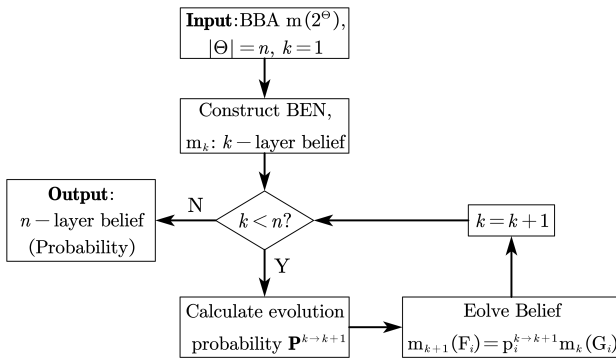 Input:BBA m(2^Θ),
|Θ| = n, k = 1
Construct BEN,
m_k: k − layer belief
k < n?
N
Output:
n − layer belief
(Probability)
Y
Calculate evolution
probability P^{k→k+1}
Eolve Belief
m_{k+1}(F_i) = p_i^{k→k+1} m_k(G_i)
k = k + 1